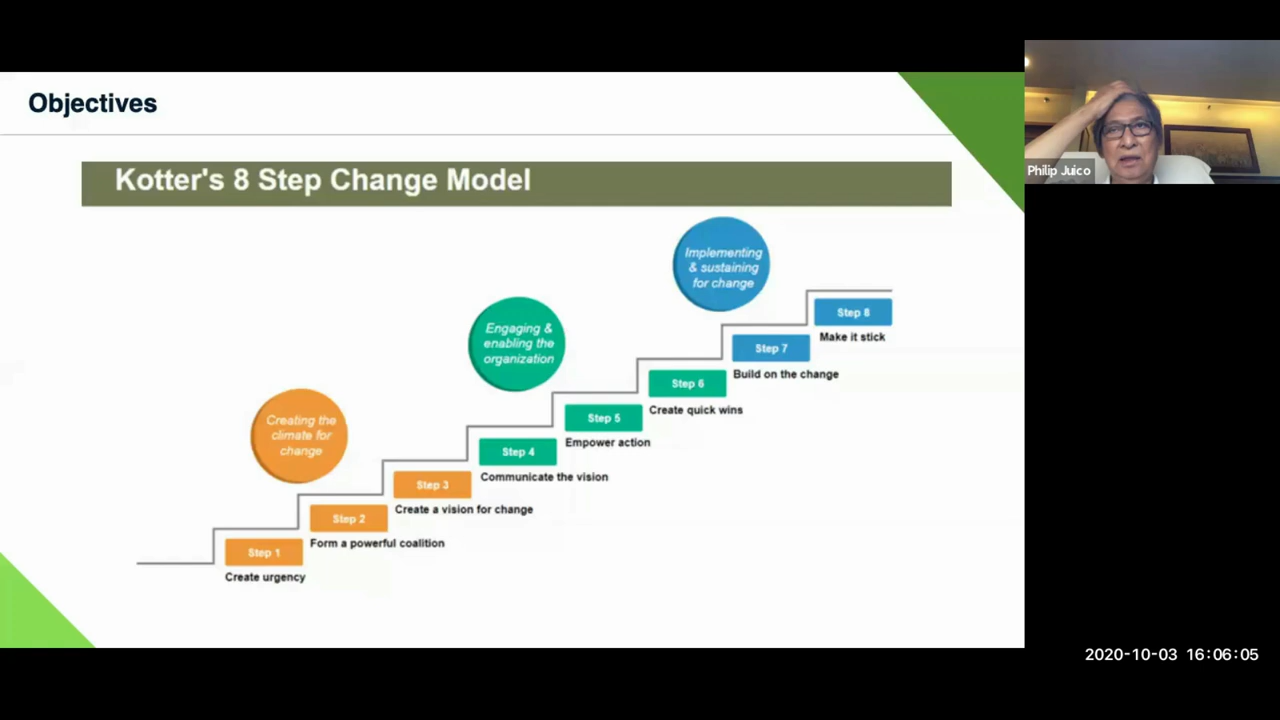 Objectives
Kotter's 8 Step Change Model
Philip Juico
Implementing
& sustaining
for change
Engaging &
enabling the
organization
Creating the
climate for
change
Step 8
Make it stick
Step 7
Build on the change
Step 6
Create quick wins
Step 5
Empower action
Step 4
Communicate the vision
Step 3
Create a vision for change
Step 2
Form a powerful coalition
Step 1
Create urgency
2020-10-03 16:06:05